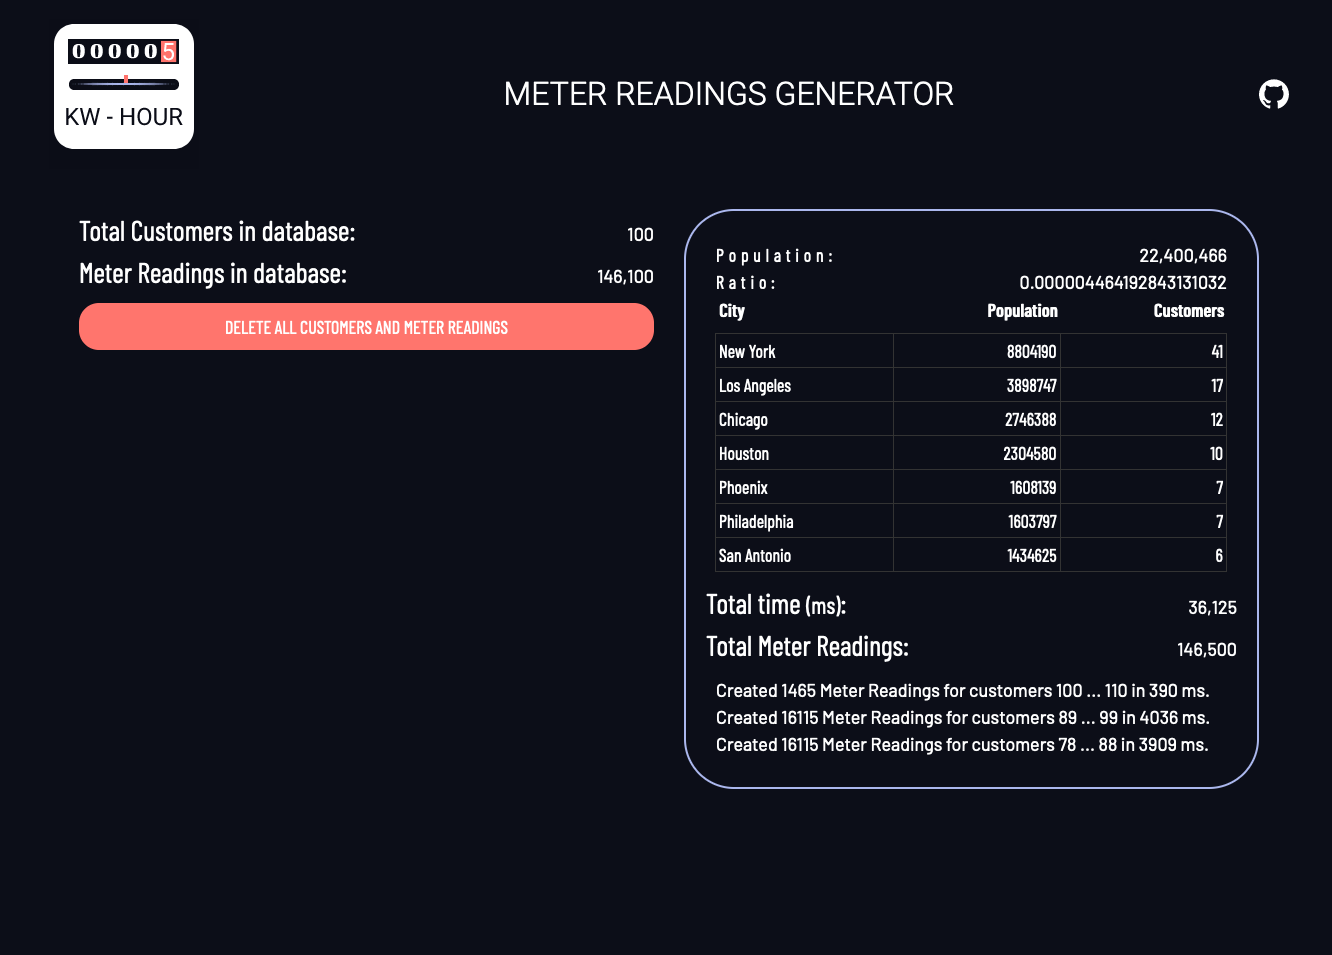 000005
KW - HOUR
METER READINGS GENERATOR
Total Customers in database: 100
Meter Readings in database: 146,100
DELETE ALL CUSTOMERS AND METER READINGS
Population: 22,400,466
Ratio: 0.000004464192843131032
City Population Customers
New York 8804190 41
Los Angeles 3898747 17
Chicago 2746388 12
Houston 2304580 10
Phoenix 1608139 7
Philadelphia 1603797 7
San Antonio 1434625 6
Total time (ms): 36,125
Total Meter Readings: 146,500
Created 1465 Meter Readings for customers 100 ... 110 in 390 ms.
Created 16115 Meter Readings for customers 89 ... 99 in 4036 ms.
Created 16115 Meter Readings for customers 78 ... 88 in 3909 ms.